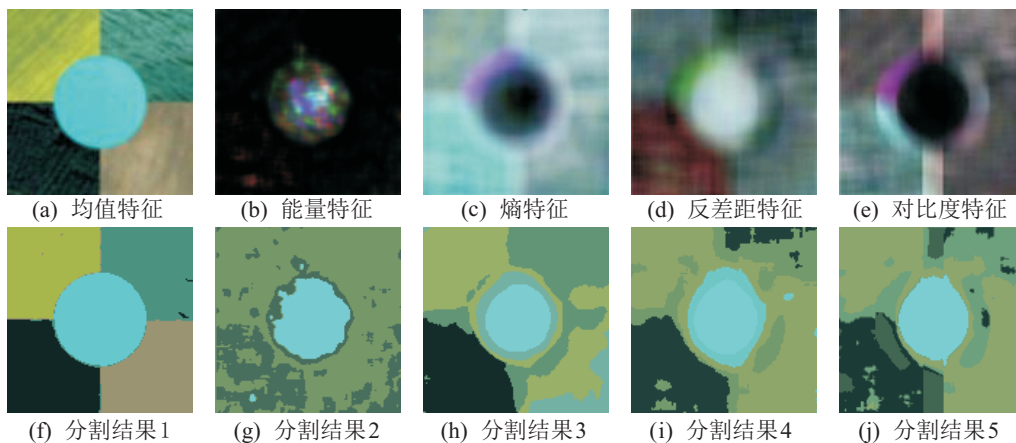 (a) 均值特征
(b) 能量特征
(c) 熵特征
(d) 反差距特征
(e) 对比度特征
(f) 分割结果1
(g) 分割结果2
(h) 分割结果3
(i) 分割结果4
(j) 分割结果5